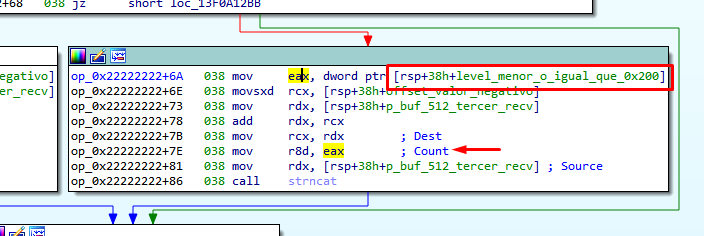 +68 038 jz short loc_13F0A12BB
egativo]
cer_recv]
op_0x22222222+6A 038 mov eax, dword ptr [rsp+38h+level_menor_o_igual_que_0x200]
op_0x22222222+6E 038 movsxd rcx, [rsp+38h+offset_valor_negativo]
op_0x22222222+73 038 mov rdx, [rsp+38h+p_buf_512_tercer_recv]
op_0x22222222+78 038 add rdx, rcx
op_0x22222222+7B 038 mov rcx, rdx ; Dest
op_0x22222222+7E 038 mov r8d, eax ; Count
op_0x22222222+81 038 mov rdx, [rsp+38h+p_buf_512_tercer_recv] ; Source
op_0x22222222+86 038 call strncat